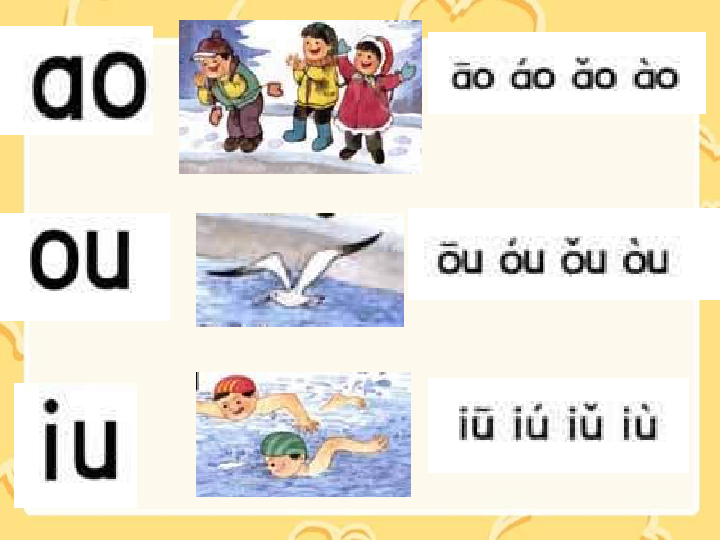 ao
āo áo ǎo ào
ou
ōu óu ǒu òu
iu
iū iú iǔ iù